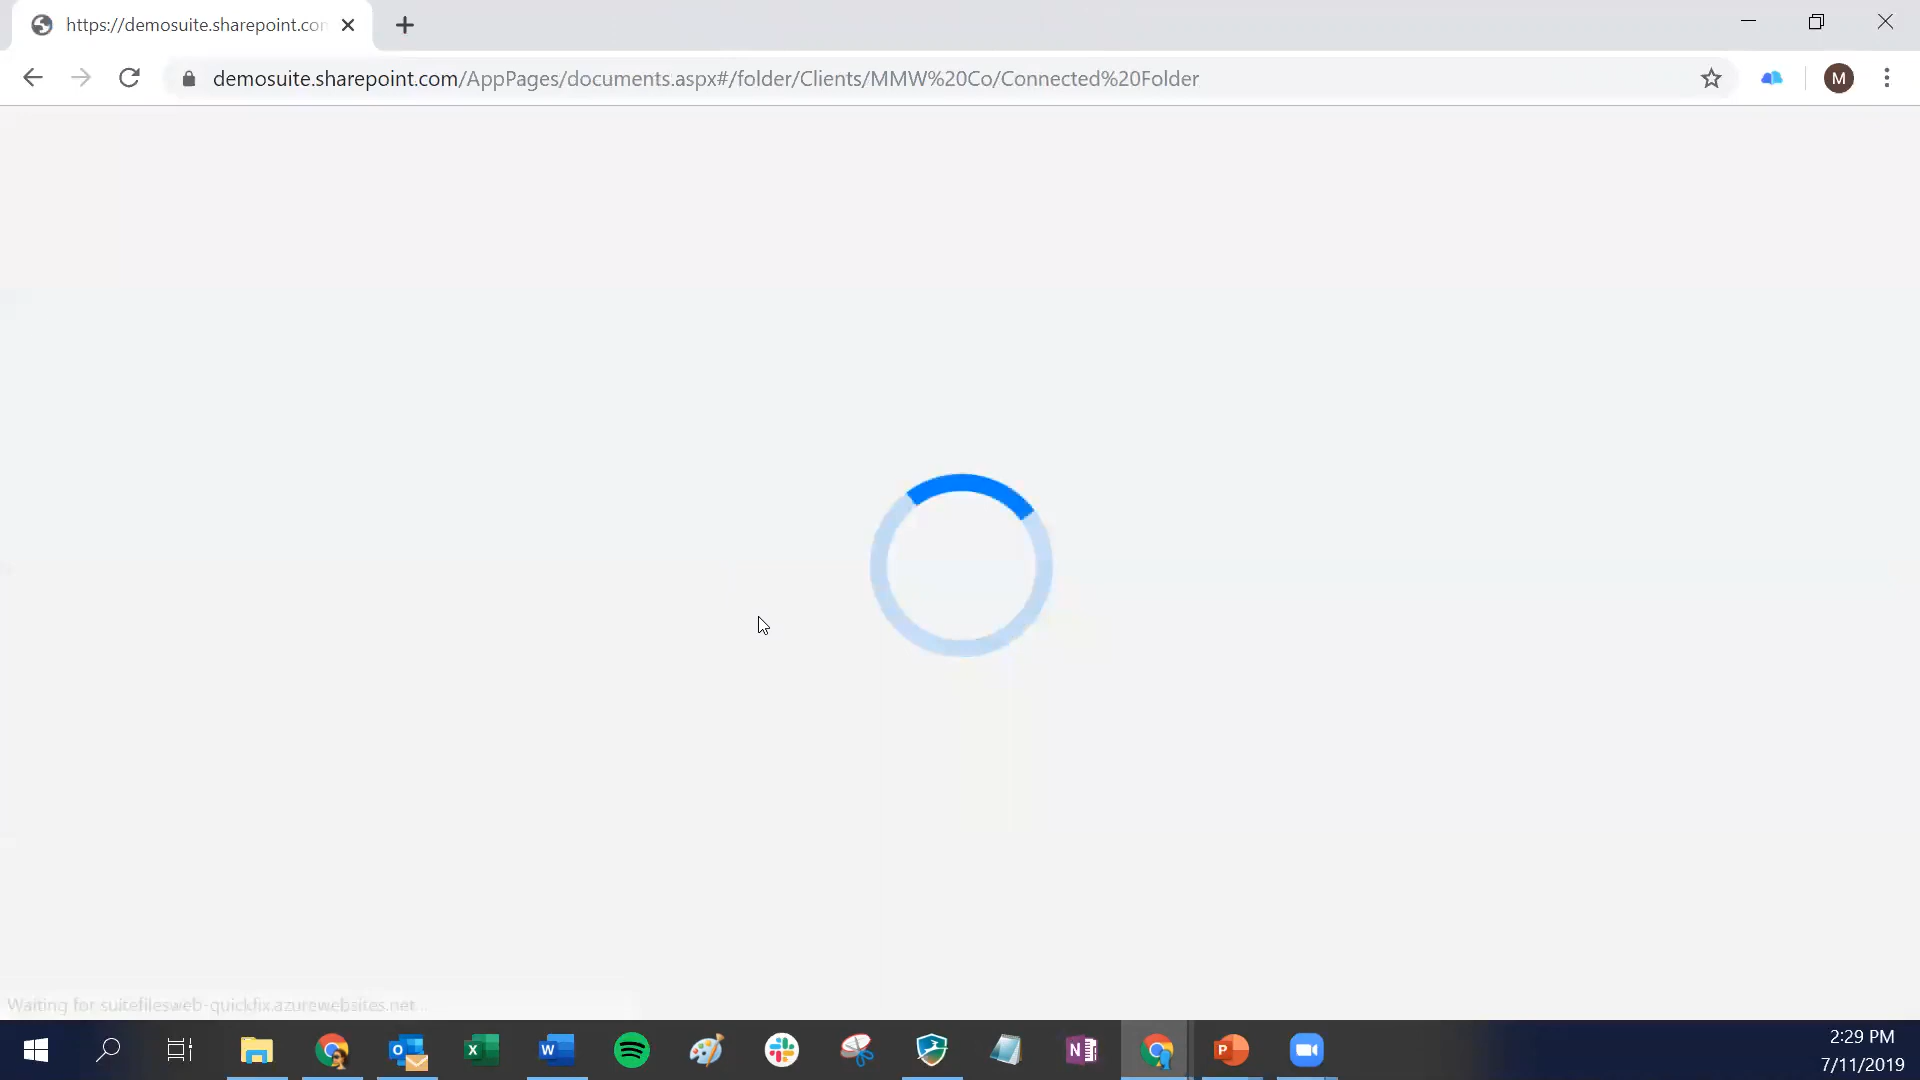 https://demosuite.sharepoint.com
demosuite.sharepoint.com/AppPages/documents.aspx#/folder/Clients/MMW%20Co/Connected%20Folder
M
Waiting for suitefilesweb-quickfix.azurewebsites.net...
2:29 PM
7/11/2019